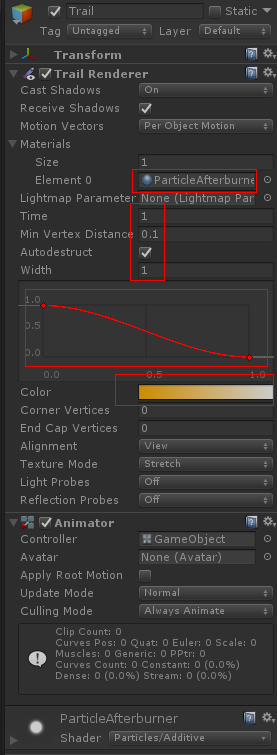 Trail
Static
Tag Untagged Layer Default
Transform
Trail Renderer
Cast Shadows On
Receive Shadows
Motion Vectors Per Object Motion
Materials
Size 1
Element 0 ParticleAfterburne
Lightmap Parameter None (Lightmap Par
Time 1
Min Vertex Distance 0.1
Autodestruct
Width 1
1.0
0.5
0.0
0.0 0.5 1.0
Color
Corner Vertices 0
End Cap Vertices 0
Alignment View
Texture Mode Stretch
Light Probes Off
Reflection Probes Off
Animator
Controller GameObject
Avatar None (Avatar)
Apply Root Motion
Update Mode Normal
Culling Mode Always Animate
Clip Count: 0
Curves Pos: 0 Quat: 0 Euler: 0 Scale: 0
Muscles: 0 Generic: 0 PPtr: 0
Curves Count: 0 Constant: 0 (0.0%)
Dense: 0 (0.0%) Stream: 0 (0.0%)
ParticleAfterburner
Shader Particles/Additive